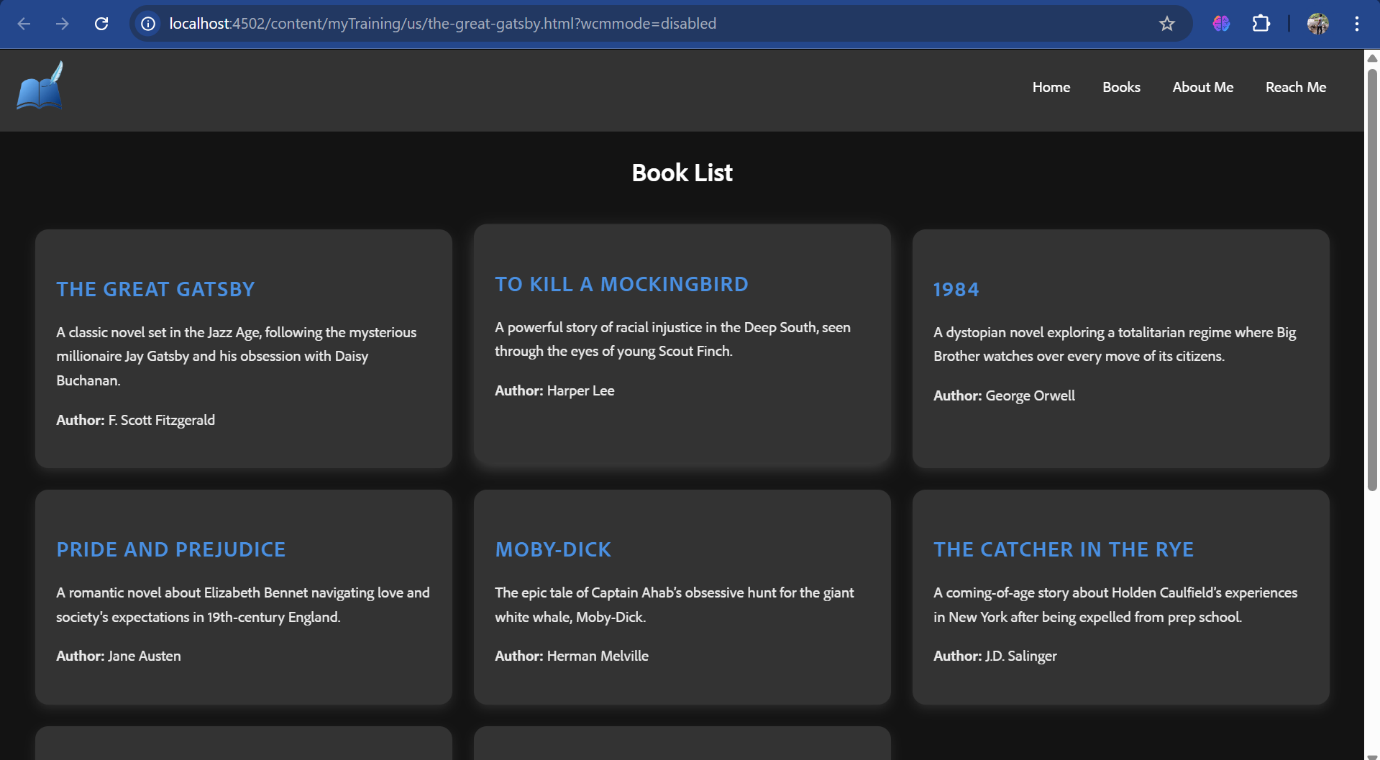 localhost:4502/content/myTraining/us/the-great-gatsby.html?wcmmode=disabled
Home Books About Me Reach Me
Book List
THE GREAT GATSBY
A classic novel set in the Jazz Age, following the mysterious
millionaire Jay Gatsby and his obsession with Daisy
Buchanan.
Author: F. Scott Fitzgerald
TO KILL A MOCKINGBIRD
A powerful story of racial injustice in the Deep South, seen
through the eyes of young Scout Finch.
Author: Harper Lee
1984
A dystopian novel exploring a totalitarian regime where Big
Brother watches over every move of its citizens.
Author: George Orwell
PRIDE AND PREJUDICE
A romantic novel about Elizabeth Bennet navigating love and
society’s expectations in 19th-century England.
Author: Jane Austen
MOBY-DICK
The epic tale of Captain Ahab’s obsessive hunt for the giant
white whale, Moby-Dick.
Author: Herman Melville
THE CATCHER IN THE RYE
A coming-of-age story about Holden Caulfield’s experiences
in New York after being expelled from prep school.
Author: J.D. Salinger